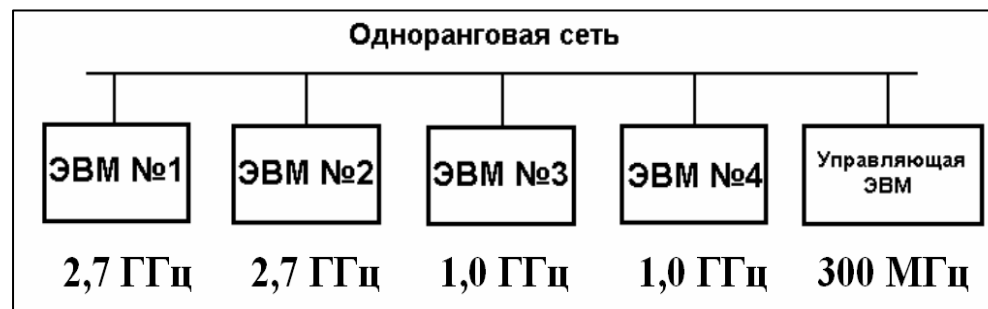 Одноранговая сеть
ЭВМ №1
ЭВМ №2
ЭВМ №3
ЭВМ №4
Управляющая
ЭВМ
2,7 ГГц
2,7 ГГц
1,0 ГГц
1,0 ГГц
300 МГц